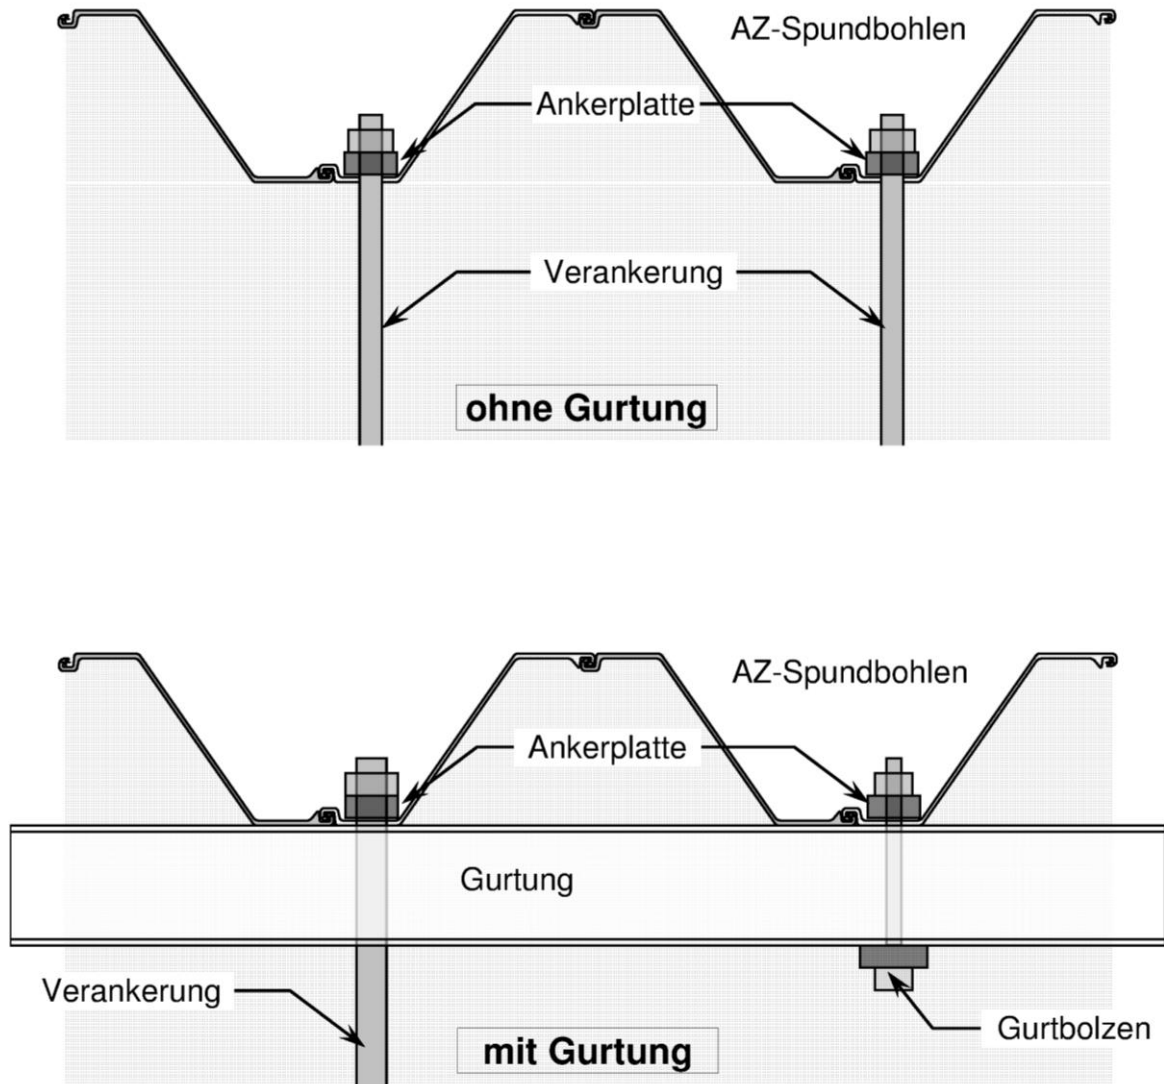 AZ-Spundbohlen
Ankerplatte
Verankerung
ohne Gurtung
AZ-Spundbohlen
Ankerplatte
Gurtung
Verankerung
Gurtbolzen
mit Gurtung